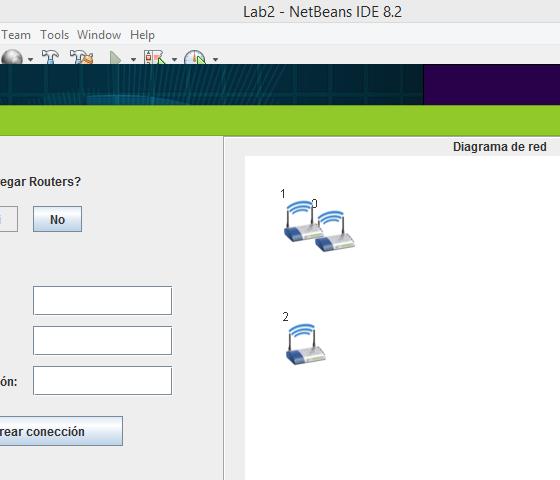 Lab2 - NetBeans IDE 8.2
Team Tools Window Help
Diagrama de red
egar Routers?
No
1
0
2
ón:
rear conección